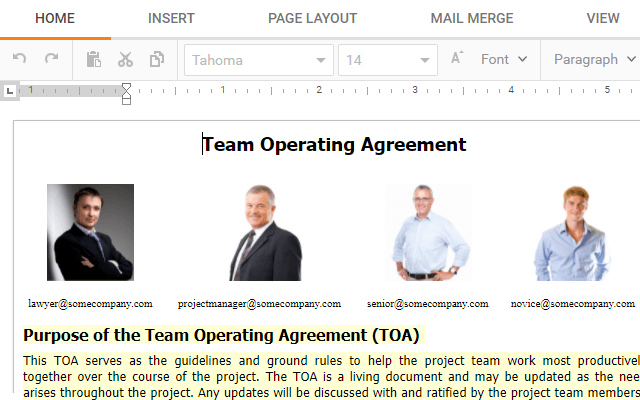 HOME INSERT PAGE LAYOUT MAIL MERGE VIEW
Tahoma 14 A Font Paragraph
L 1 1 2 3 4 5
Team Operating Agreement
lawyer@somecompany.com projectmanager@somecompany.com senior@somecompany.com novice@somecompany.com
Purpose of the Team Operating Agreement (TOA)
This TOA serves as the guidelines and ground rules to help the project team work most productivel
together over the course of the project. The TOA is a living document and may be updated as the nee
arises throughout the project. Any updates will be discussed with and ratified by the project team members